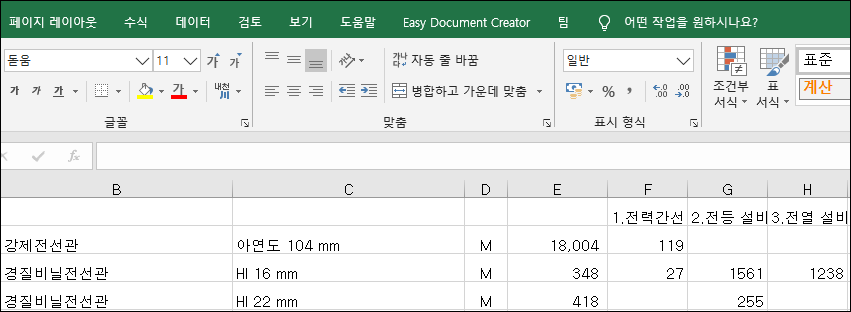 페이지 레이아웃 수식 데이터 검토 보기 도움말 Easy Document Creator 팀 어떤 작업을 원하시나요?
돋움 11 가 가 가나다 자동 줄 바꿈 일반 표준
가 가 가 가 내천 川 병합하고 가운데 맞춤 % , 조건부 서식 표 서식 계산
글꼴 맞춤 표시 형식
fx
B C D E F G H
1.전력간선 2.전등 설비 3.전열 설비
강제전선관 아연도 104 mm M 18,004 119
경질비닐전선관 HI 16 mm M 348 27 1561 1238
경질비닐전선관 HI 22 mm M 418 255